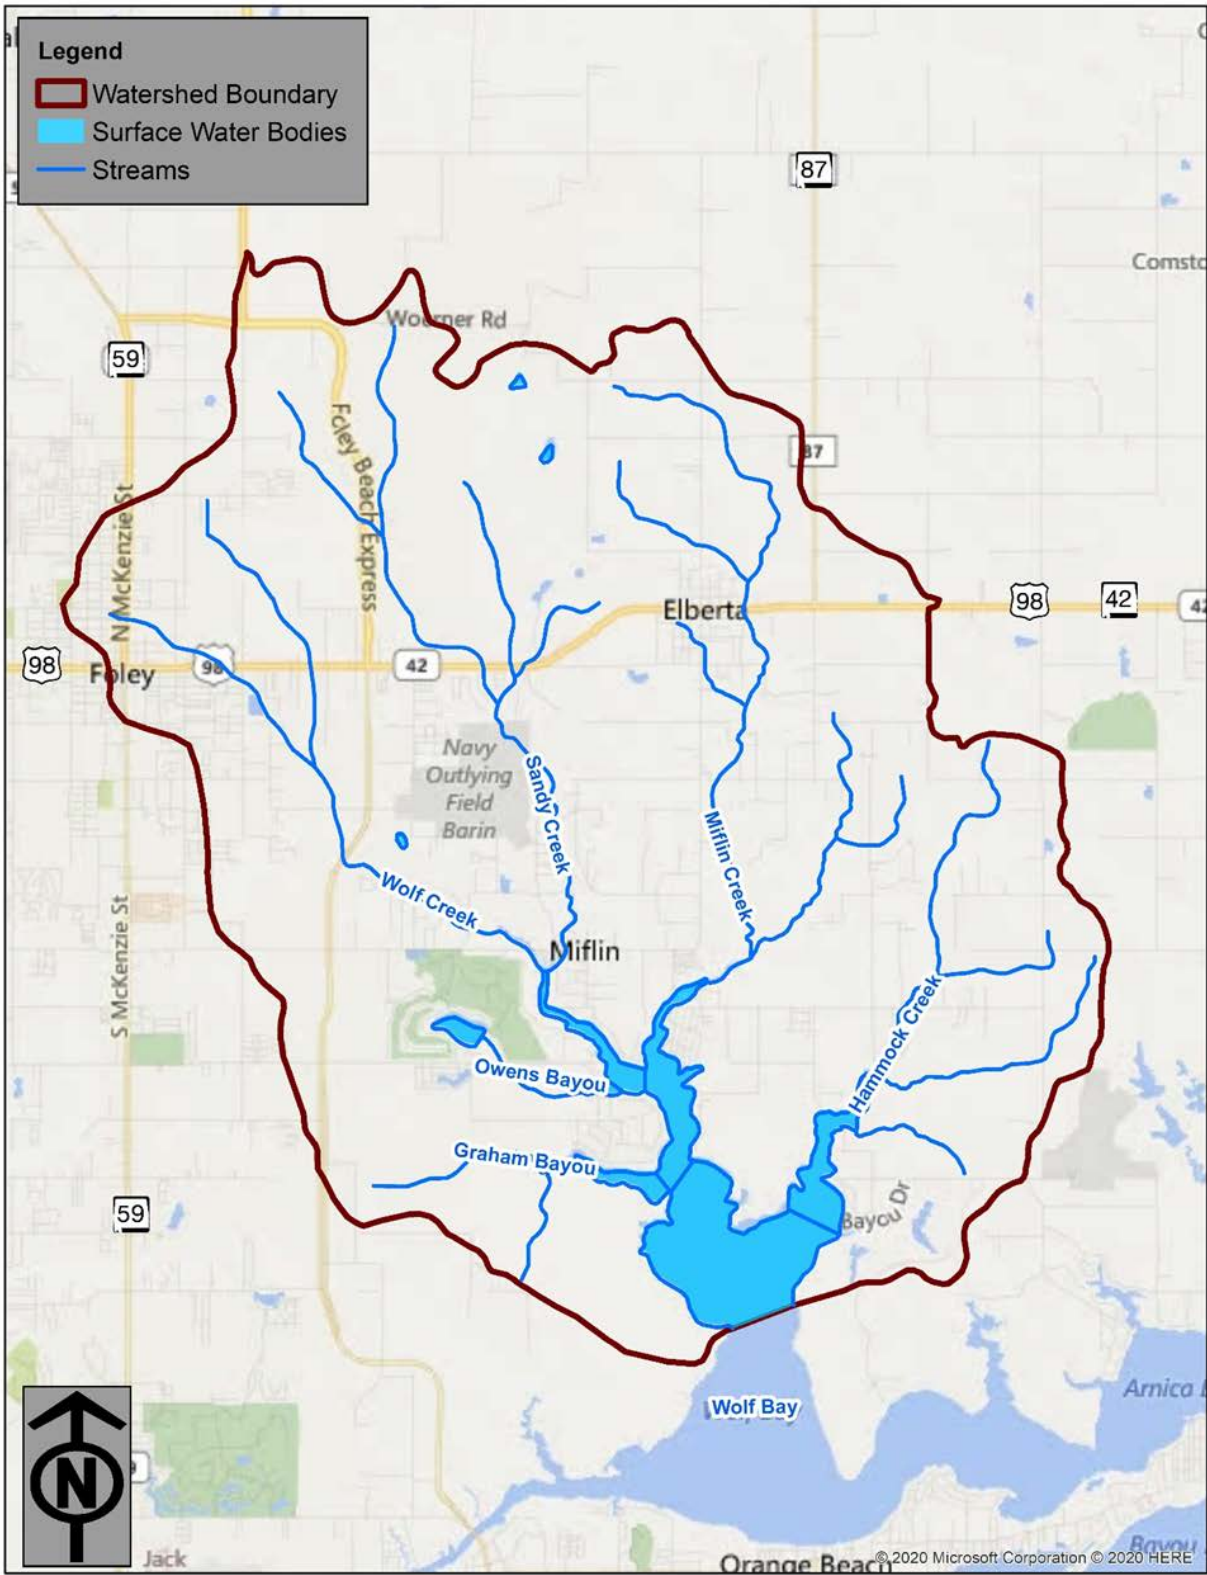 Legend
Watershed Boundary
Surface Water Bodies
Streams
87
Comsto
Woerner Rd
59
Foley Beach Express
87
N McKenzie St
Elberta
98
42
42
98
Foley
98
42
Navy
Outlying
Field
Barin
Sandy Creek
Miflin Creek
Wolf Creek
S McKenzie St
Miflin
Hammock Creek
Owens Bayou
Graham Bayou
59
Bayou Dr
Arnica
Wolf Bay
N
Jack
Orange Beach
Bayou
©2020 Microsoft Corporation © 2020 HERE